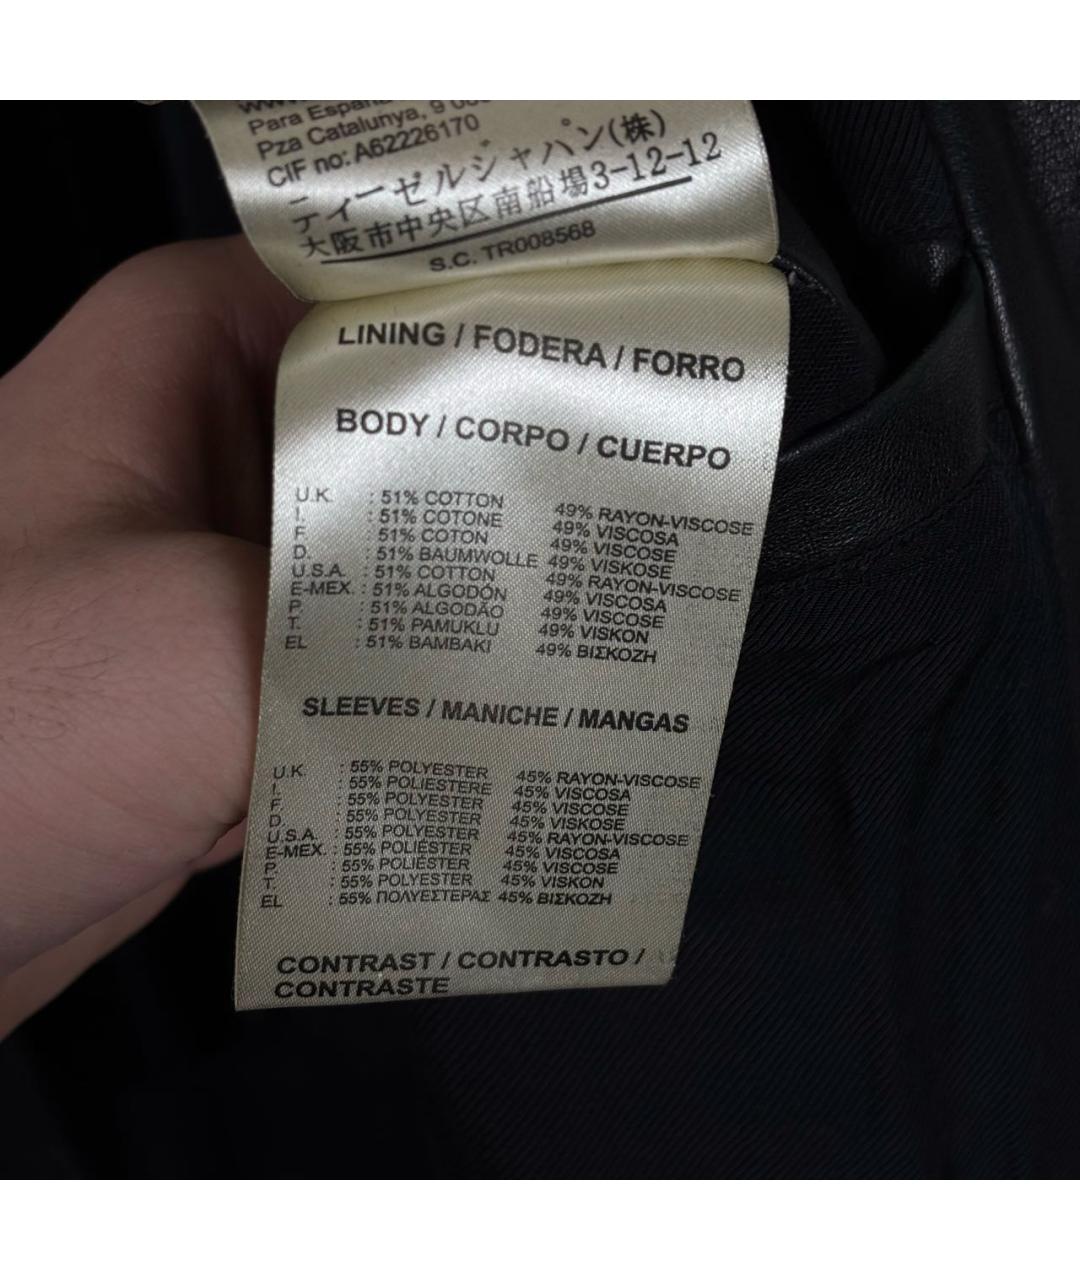 Para España
Pza Catalunya, 9
CIF no: A62226170
ディーゼルジャパン(株)
大阪市中央区南船場3-12-12
S.C. TR008568
LINING / FODERA / FORRO
BODY / CORPO / CUERPO
U.K. : 51% COTTON 49% RAYON-VISCOSE
I. : 51% COTONE 49% VISCOSA
F. : 51% COTON 49% VISCOSE
D. : 51% BAUMWOLLE 49% VISKOSE
U.S.A. : 51% COTTON 49% RAYON-VISCOSE
E-MEX. : 51% ALGODÓN 49% VISCOSA
P. : 51% ALGODÃO 49% VISCOSE
T. : 51% PAMUKLU 49% VISKON
EL : 51% ΒΑΜΒΑΚΙ 49% ΒΙΣΚΟΖΗ
SLEEVES / MANICHE / MANGAS
U.K. : 55% POLYESTER 45% RAYON-VISCOSE
I. : 55% POLIESTERE 45% VISCOSA
F. : 55% POLYESTER 45% VISCOSE
D. : 55% POLYESTER 45% VISKOSE
U.S.A. : 55% POLYESTER 45% RAYON-VISCOSE
E-MEX. : 55% POLIÉSTER 45% VISCOSA
P. : 55% POLIÉSTER 45% VISCOSE
T. : 55% POLYESTER 45% VISKON
EL : 55% ΠΟΛΥΕΣΤΕΡΑΣ 45% ΒΙΣΚΟΖΗ
CONTRAST / CONTRASTO /
CONTRASTE